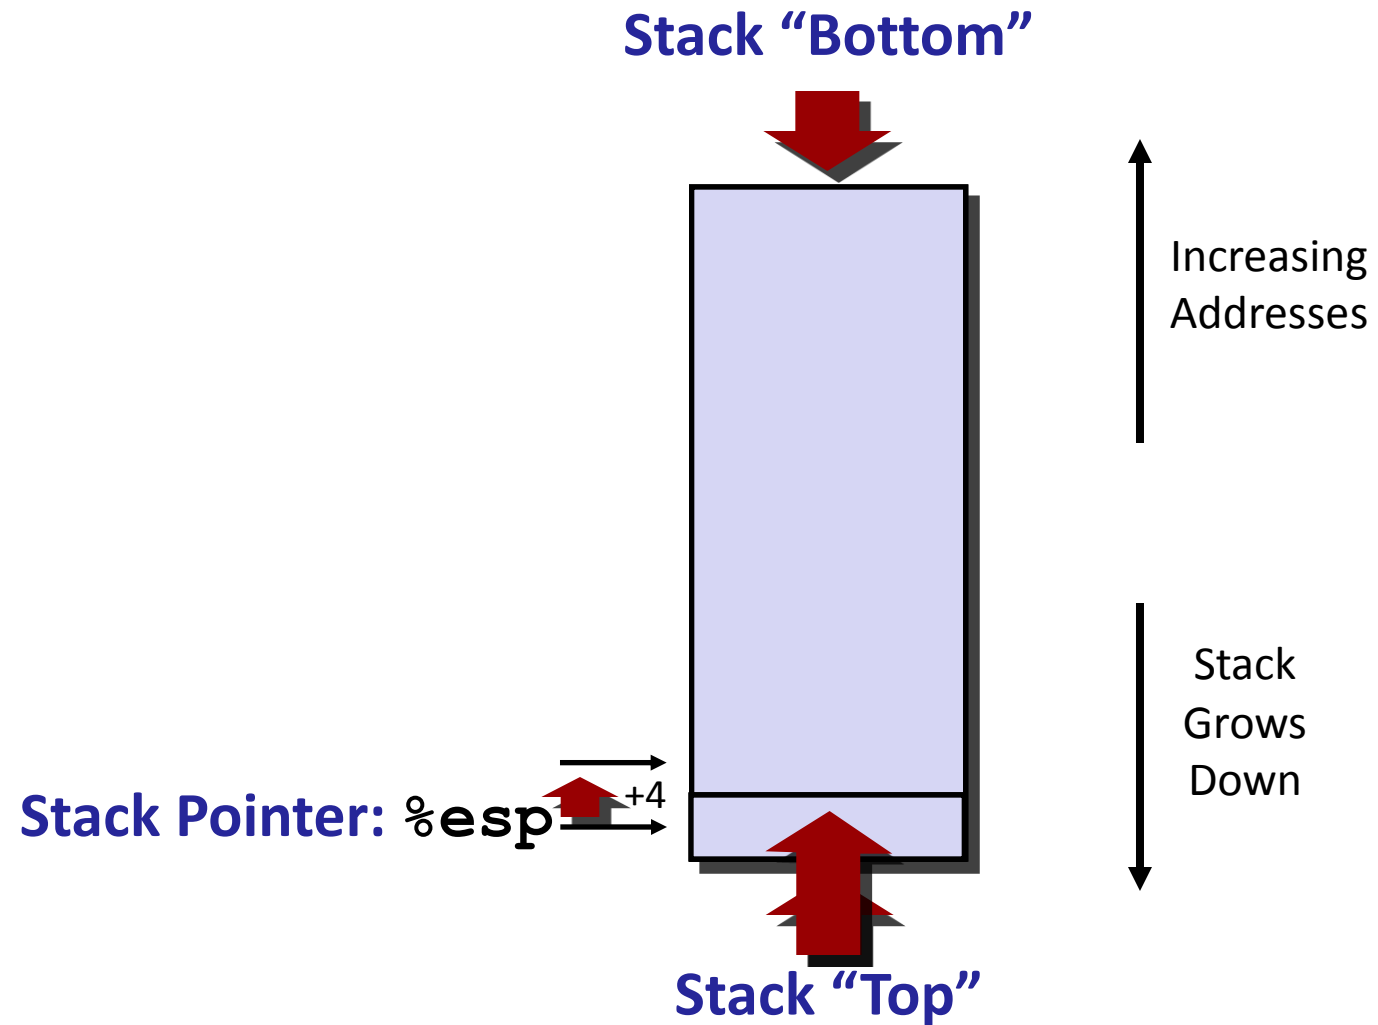 Stack “Bottom”
Increasing
Addresses
Stack
Grows
Down
+4
Stack Pointer: %esp
Stack “Top”